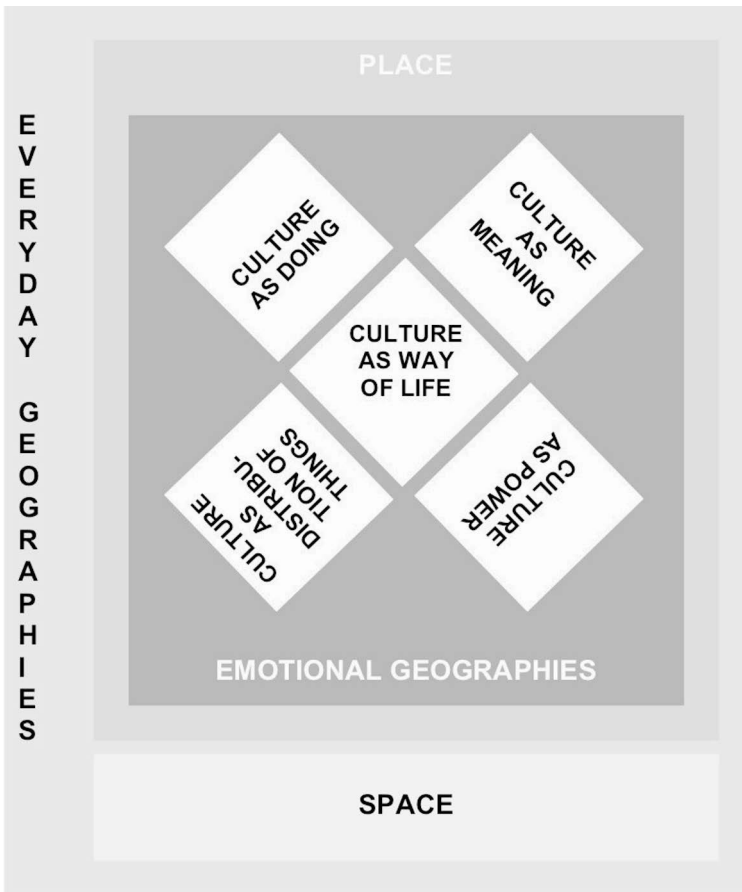 EVERYDAY GEOGRAPHIES
PLACE
CULTURE
AS DOING
CULTURE
AS
MEANING
CULTURE
AS WAY
OF LIFE
CULTURE
AS
DISTRIBU-
TION OF
THINGS
CULTURE
AS POWER
EMOTIONAL GEOGRAPHIES
SPACE